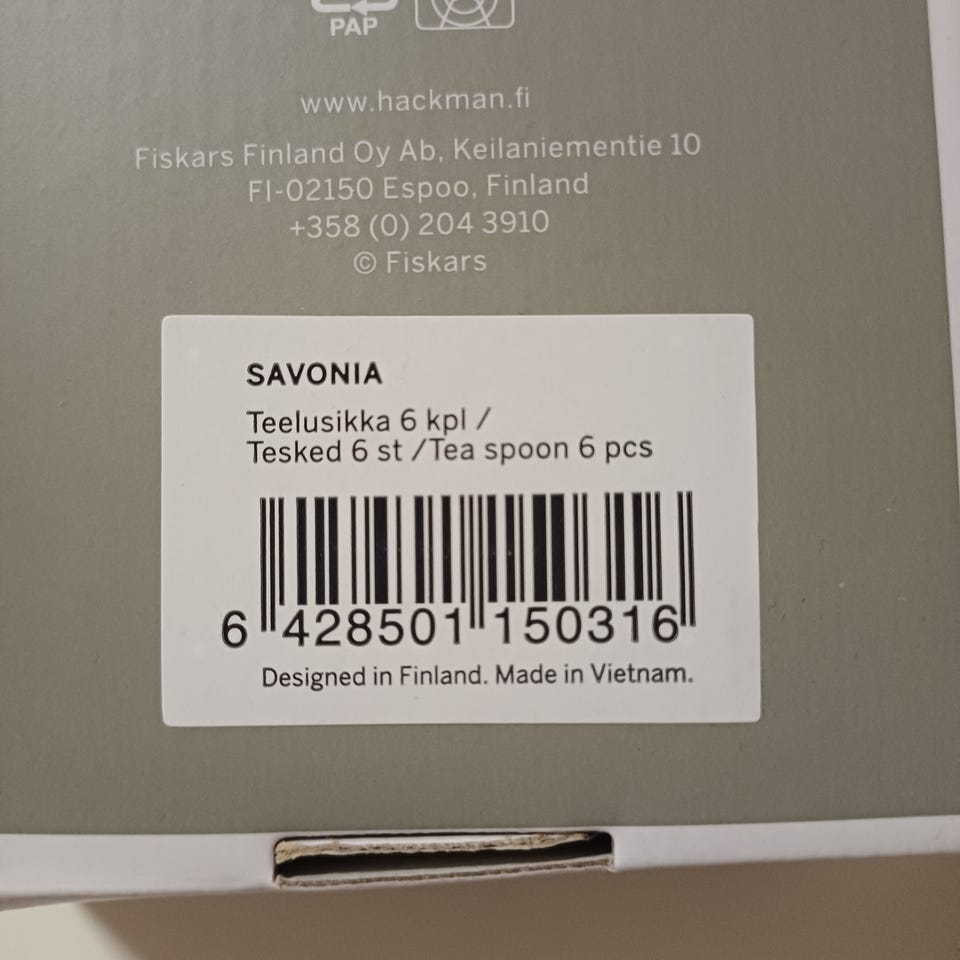 PAP
www.hackman.fi
Fiskars Finland Oy Ab, Keilaniementie 10
FI-02150 Espoo, Finland
+358 (0) 204 3910
© Fiskars
SAVONIA
Teelusikka 6 kpl /
Tesked 6 st /Tea spoon 6 pcs
6 428501 150316
Designed in Finland. Made in Vietnam.